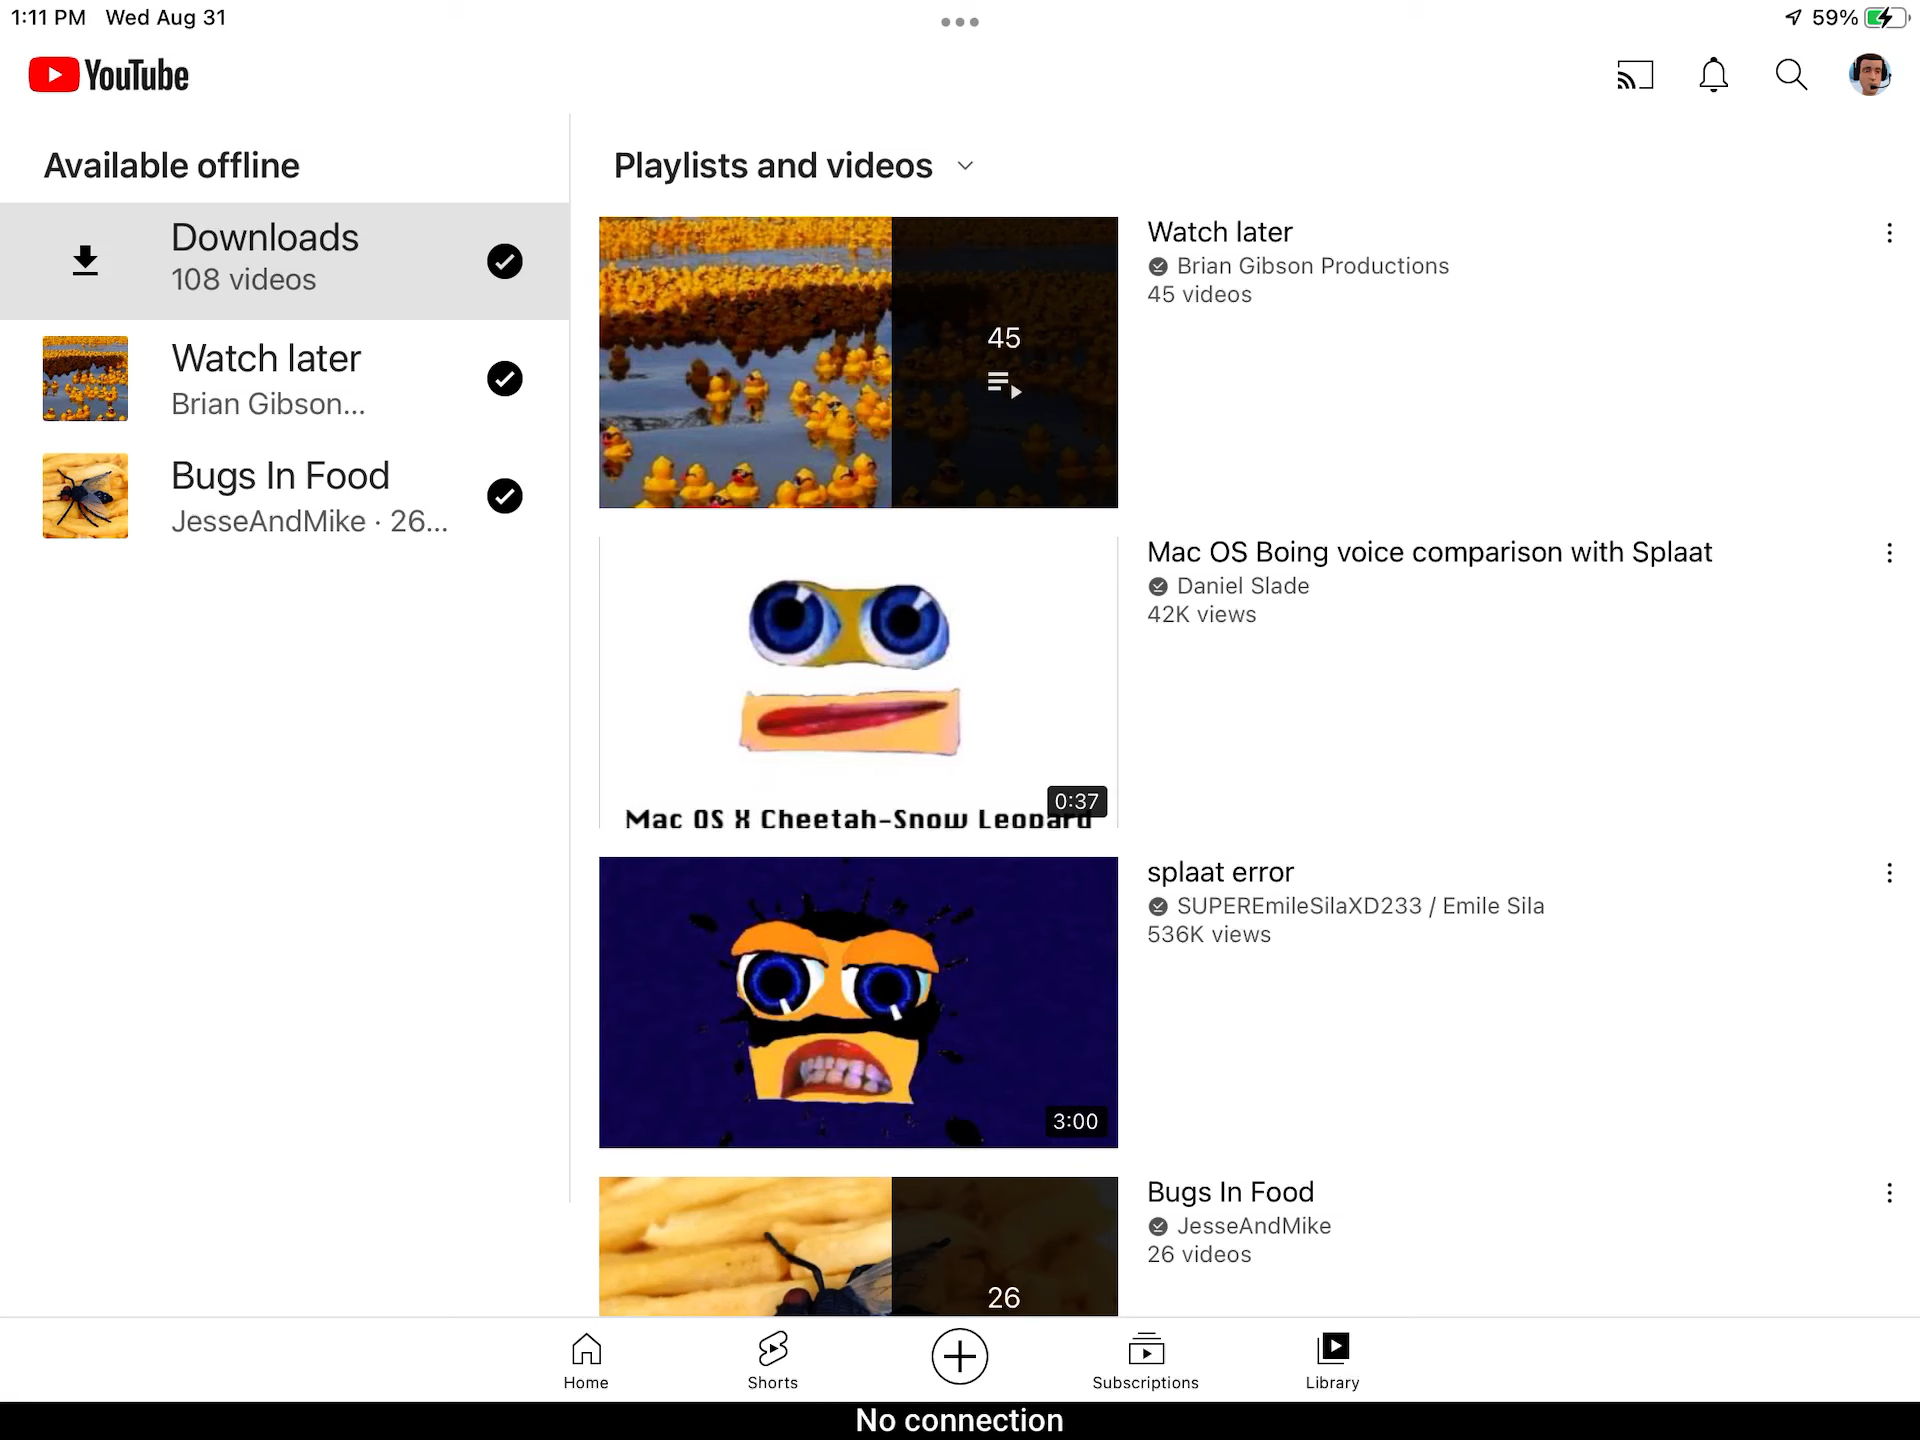 1:11 PM Wed Aug 31
59%
YouTube
Available offline
Downloads
108 videos
Watch later
Brian Gibson...
Bugs In Food
JesseAndMike · 26...
Playlists and videos
45
Watch later
Brian Gibson Productions
45 videos
Mac OS X Cheetah-Snow Leopard
0:37
Mac OS Boing voice comparison with Splaat
Daniel Slade
42K views
3:00
splaat error
SUPEREmileSilaXD233 / Emile Sila
536K views
26
Bugs In Food
JesseAndMike
26 videos
Home
Shorts
Subscriptions
Library
No connection